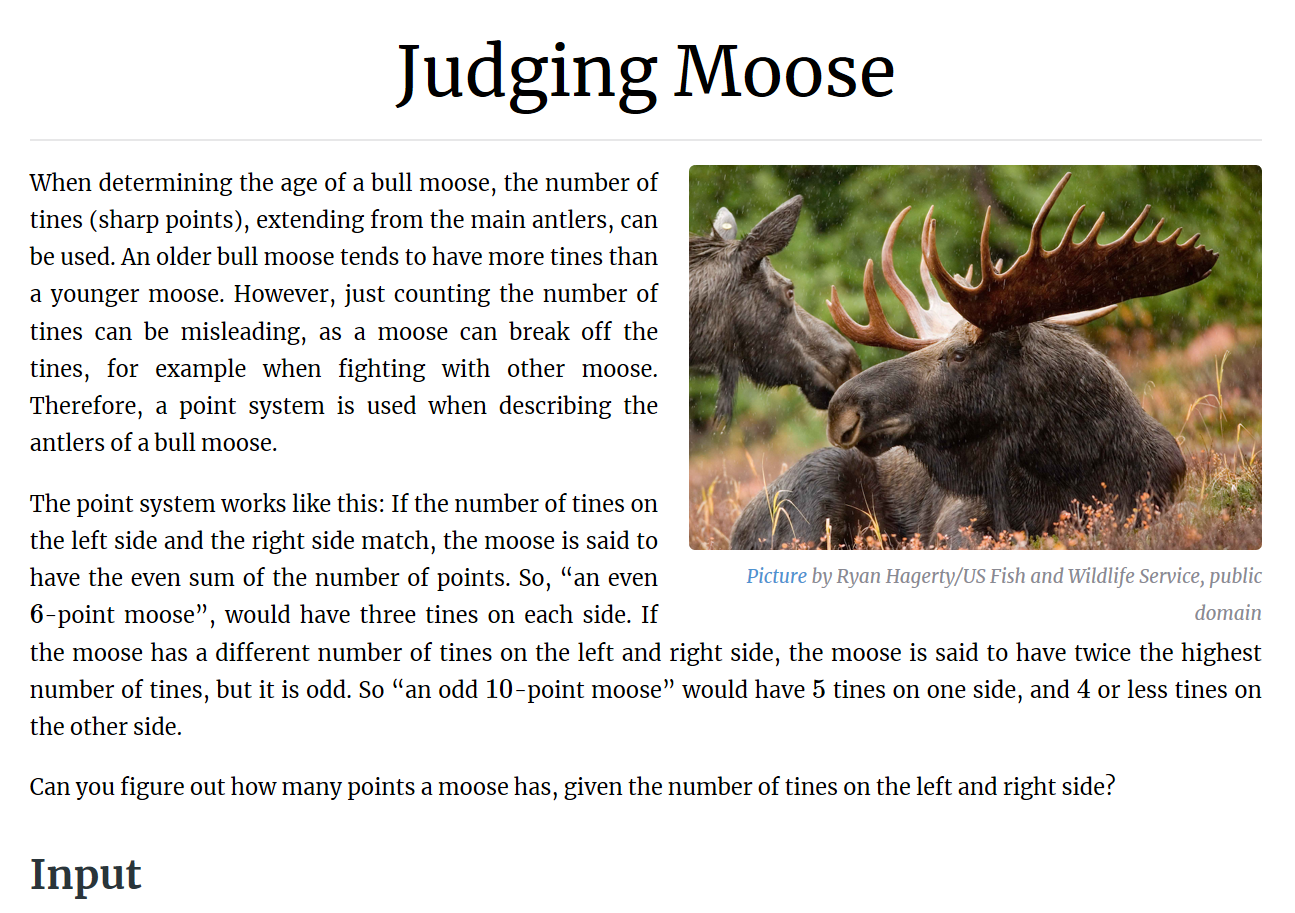 Judging Moose
When determining the age of a bull moose, the number of
tines (sharp points), extending from the main antlers, can
be used. An older bull moose tends to have more tines than
a younger moose. However, just counting the number of
tines can be misleading, as a moose can break off the
tines, for example when fighting with other moose.
Therefore, a point system is used when describing the
antlers of a bull moose.
The point system works like this: If the number of tines on
the left side and the right side match, the moose is said to
have the even sum of the number of points. So, “an even
6-point moose”, would have three tines on each side. If
the moose has a different number of tines on the left and right side, the moose is said to have twice the highest
number of tines, but it is odd. So “an odd 10-point moose” would have 5 tines on one side, and 4 or less tines on
the other side.
Picture by Ryan Hagerty/US Fish and Wildlife Service, public
domain
Can you figure out how many points a moose has, given the number of tines on the left and right side?
Input